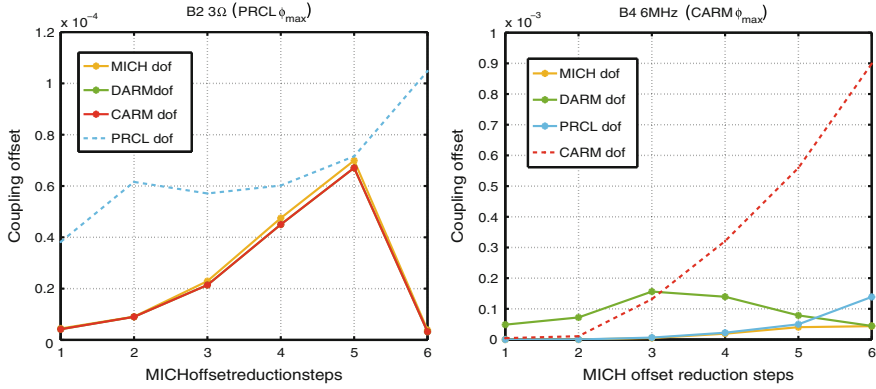 B2 3Ω (PRCL ϕmax)
x 10⁻⁴
1.2
1
0.8
0.6
0.4
0.2
0
Coupling offset
MICH dof
DARMdof
CARM dof
PRCL dof
1 2 3 4 5 6
MICHoffsetreductionsteps
B4 6MHz (CARM ϕmax)
x 10⁻³
1
0.9
0.8
0.7
0.6
0.5
0.4
0.3
0.2
0.1
0
Coupling offset
MICH dof
DARM dof
PRCL dof
CARM dof
1 2 3 4 5 6
MICH offset reduction steps